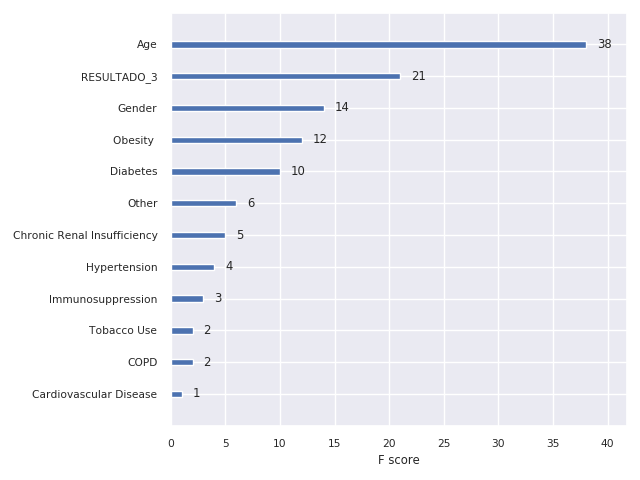 Age 38
RESULTADO_3 21
Gender 14
Obesity 12
Diabetes 10
Other 6
Chronic Renal Insufficiency 5
Hypertension 4
Immunosuppression 3
Tobacco Use 2
COPD 2
Cardiovascular Disease 1
0 5 10 15 20 25 30 35 40
F score